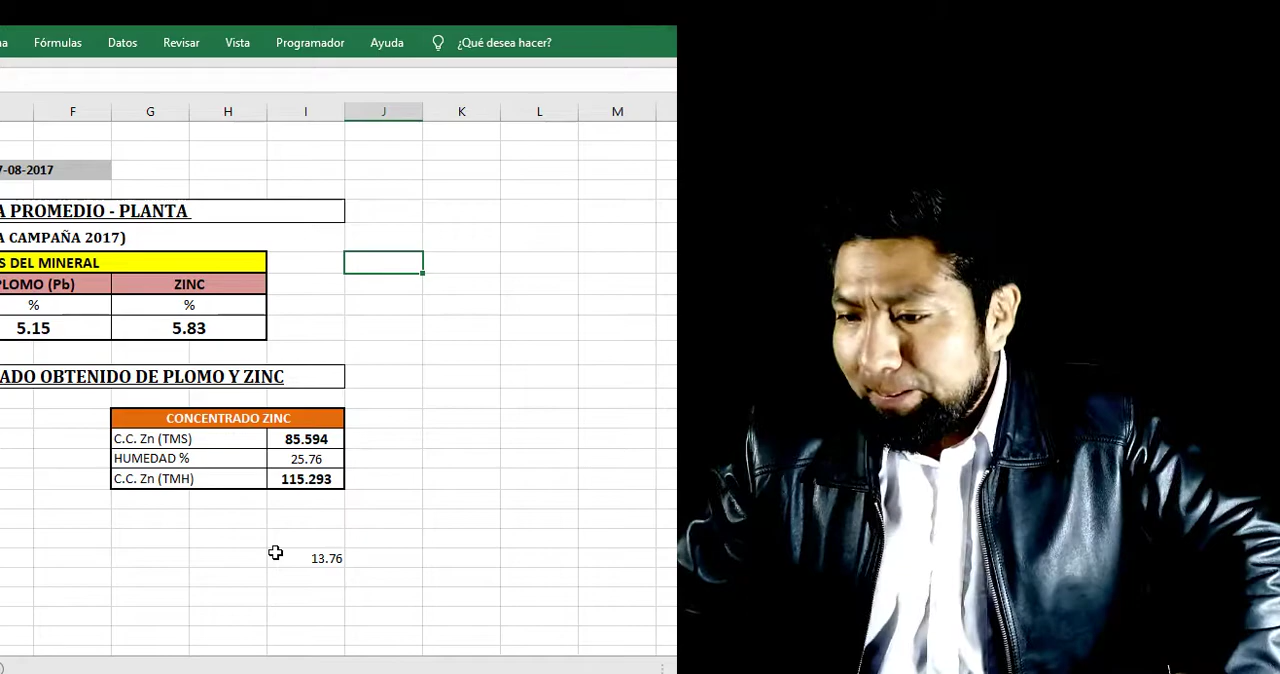 a Fórmulas Datos Revisar Vista Programador Ayuda ¿Qué desea hacer?
F G H I J K L M
7-08-2017
A PROMEDIO - PLANTA
A CAMPAÑA 2017)
S DEL MINERAL
PLOMO (Pb) ZINC
% %
5.15 5.83
ADO OBTENIDO DE PLOMO Y ZINC
CONCENTRADO ZINC
C.C. Zn (TMS) 85.594
HUMEDAD % 25.76
C.C. Zn (TMH) 115.293
13.76